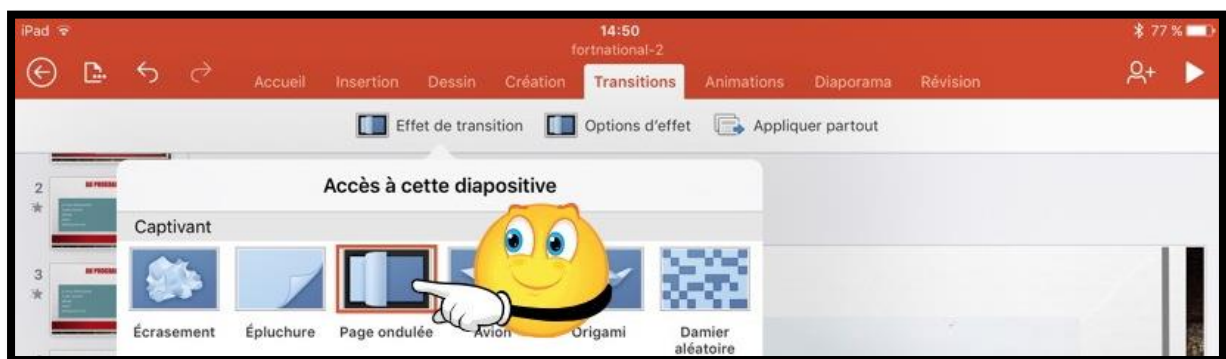 iPad
14:50
77 %
fortnational-2
Accueil Insertion Dessin Création Transitions Animations Diaporama Révision
Effet de transition Options d'effet Appliquer partout
Accès à cette diapositive
2
Captivant
3
Écrasement Épluchure Page ondulée Avion Origami Damier
aléatoire